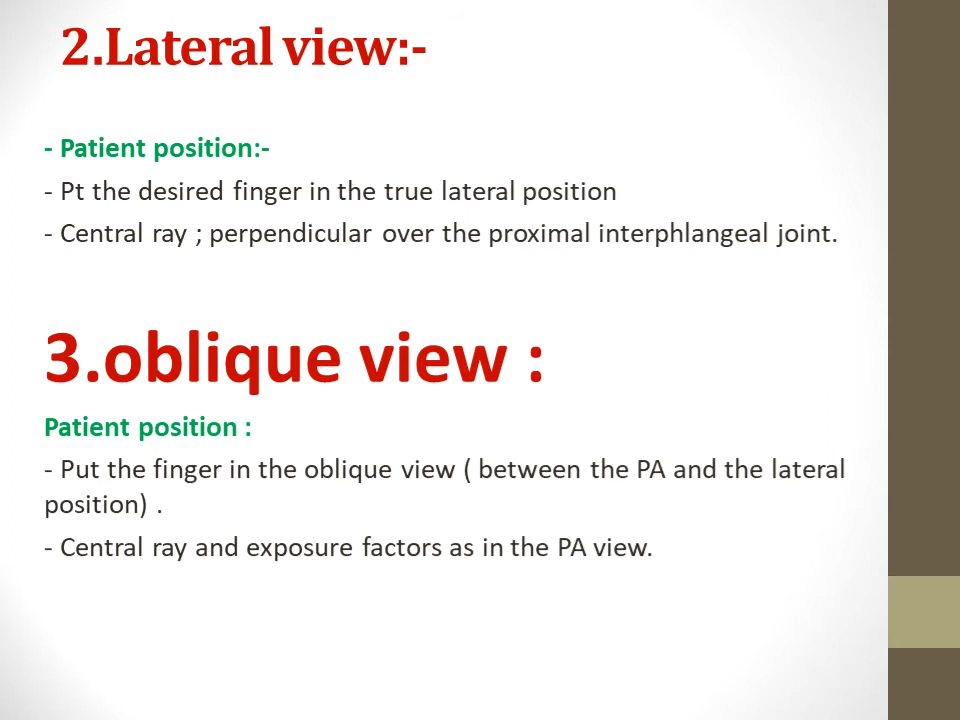 2.Lateral view:-
- Patient position:-
- Pt the desired finger in the true lateral position
- Central ray ; perpendicular over the proximal interphlangeal joint.
3.oblique view :
Patient position :
- Put the finger in the oblique view ( between the PA and the lateral
position) .
- Central ray and exposure factors as in the PA view.